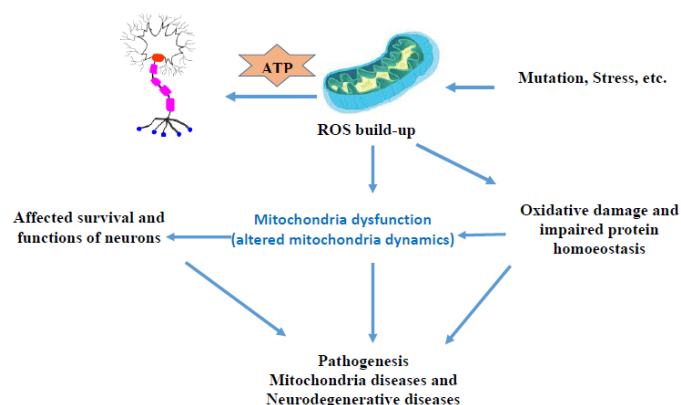 ATP
Mutation, Stress, etc.
ROS build-up
Affected survival and
functions of neurons
Mitochondria dysfunction
(altered mitochondria dynamics)
Oxidative damage and
impaired protein
homoeostasis
Pathogenesis
Mitochondria diseases and
Neurodegenerative diseases